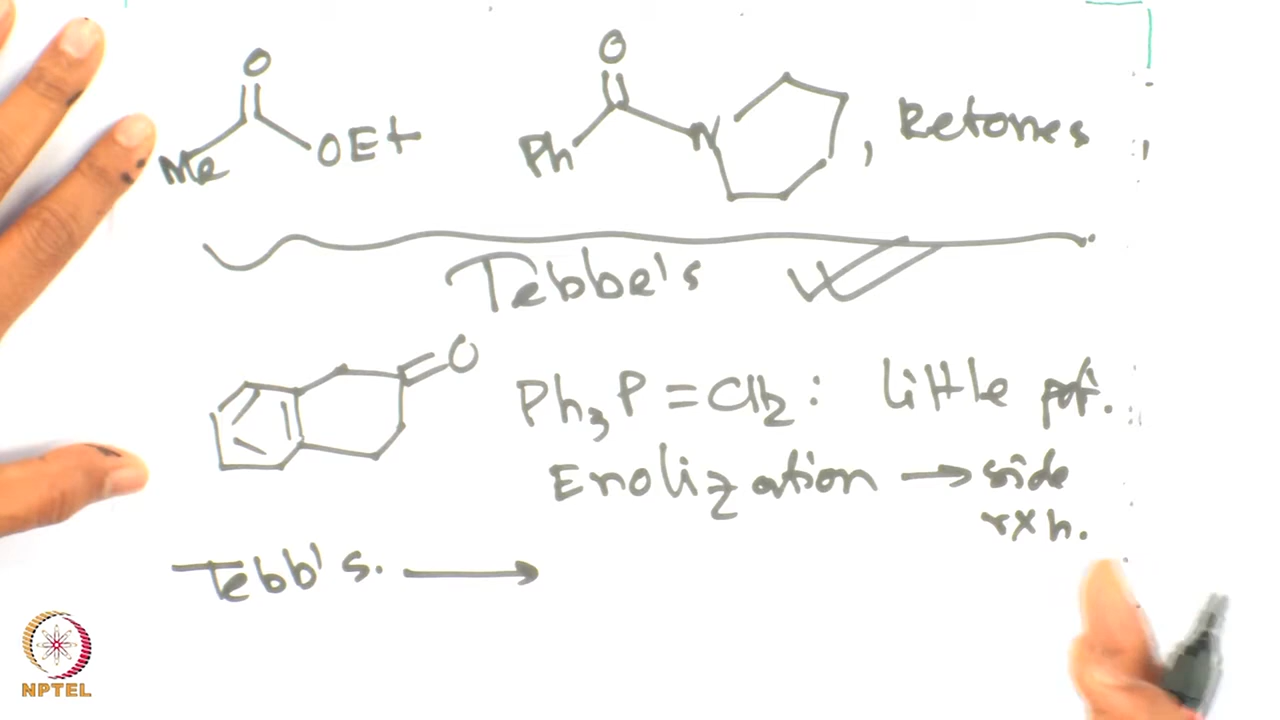 O O
Me OEt Ph N , Ketones ,
Tebbe's
O Ph₃P = CH₂ : little
Enolization → side
rxn.
Tebb's. →
NPTEL